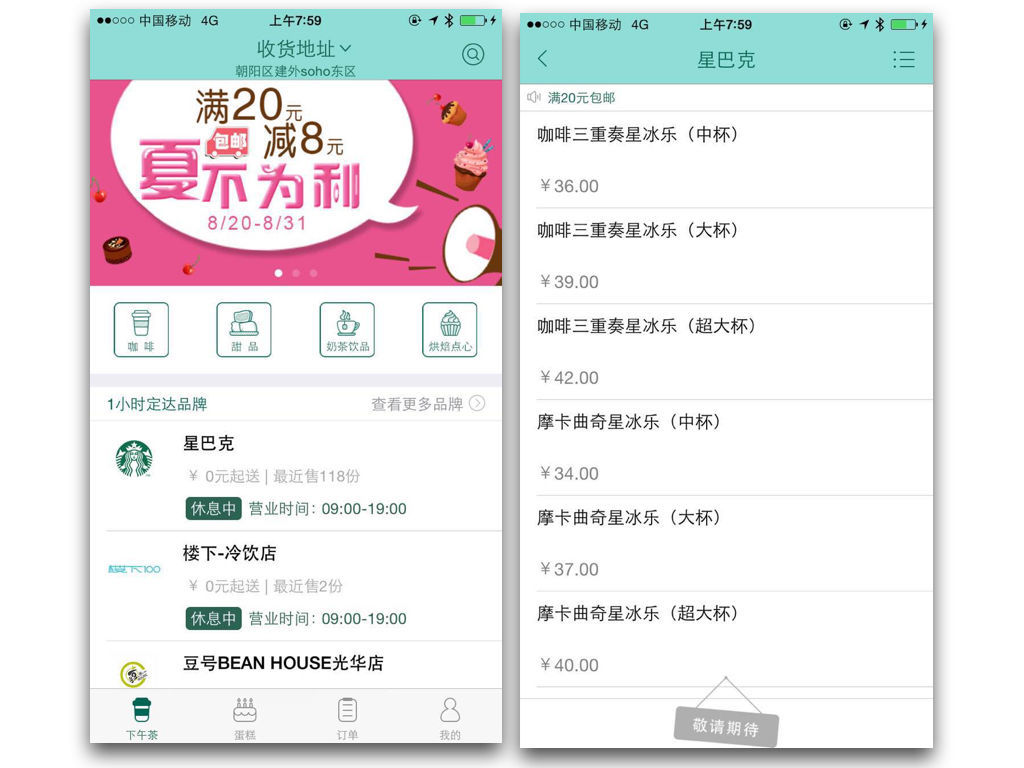 中国移动 4G 上午7:59
收货地址
朝阳区建外soho东区
满20元
包邮 减8元
夏不为利
8/20-8/31
咖啡 甜品 奶茶饮品 烘焙点心
1小时定达品牌 查看更多品牌
星巴克
¥ 0元起送 | 最近售118份
休息中 营业时间：09:00-19:00
楼下-冷饮店
楼下100
¥ 0元起送 | 最近售2份
休息中 营业时间：09:00-19:00
豆号BEAN HOUSE光华店
下午茶 蛋糕 订单 我的
中国移动 4G 上午7:59
星巴克
满20元包邮
咖啡三重奏星冰乐（中杯）
¥36.00
咖啡三重奏星冰乐（大杯）
¥39.00
咖啡三重奏星冰乐（超大杯）
¥42.00
摩卡曲奇星冰乐（中杯）
¥34.00
摩卡曲奇星冰乐（大杯）
¥37.00
摩卡曲奇星冰乐（超大杯）
¥40.00
敬请期待